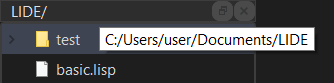 LIDE/
test
C:/Users/user/Documents/LIDE
basic.lisp